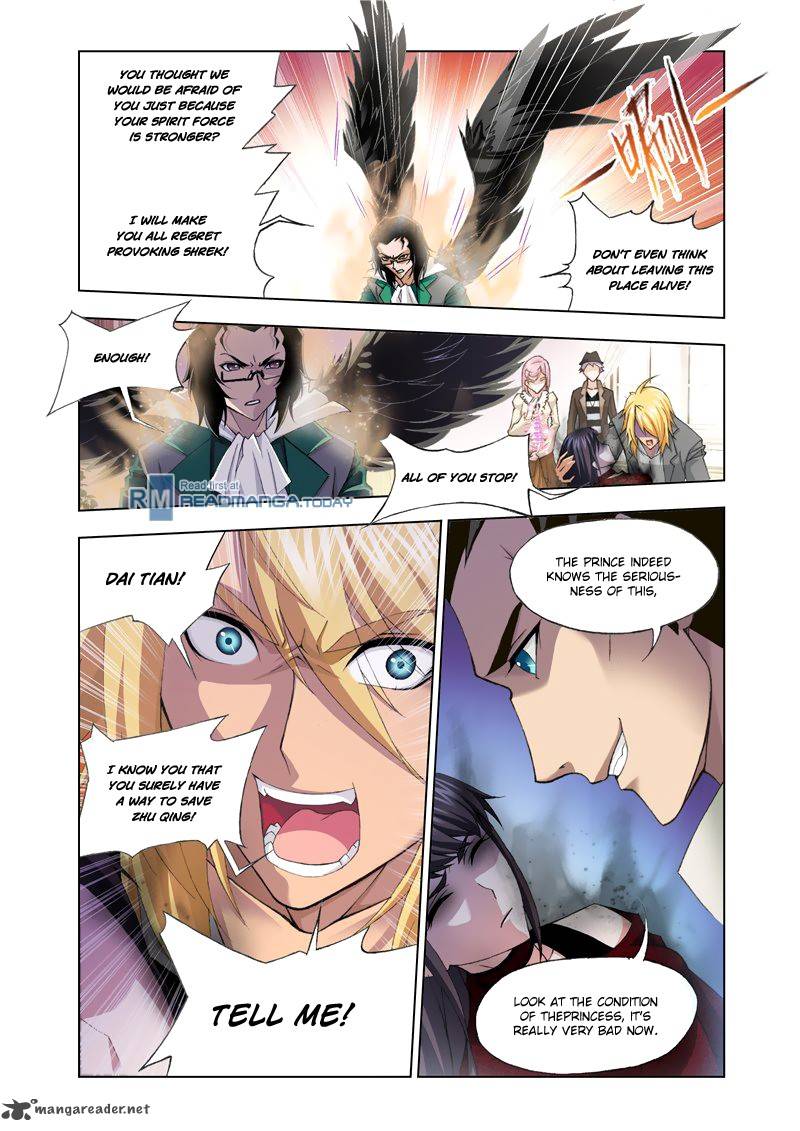 YOU THOUGHT WE
WOULD BE AFRAID OF
YOU JUST BECAUSE
YOUR SPIRIT FORCE
IS STRONGER?
I WILL MAKE
YOU ALL REGRET
PROVOKING SHREK!
DON'T EVEN THINK
ABOUT LEAVING THIS
PLACE ALIVE!
ENOUGH!
ALL OF YOU STOP!
Read first at
RM READMANGA.TODAY
DAI TIAN!
THE PRINCE INDEED
KNOWS THE SERIOUS-
NESS OF THIS,
I KNOW YOU THAT
YOU SURELY HAVE
A WAY TO SAVE
ZHU QING!
TELL ME!
LOOK AT THE CONDITION
OF THEPRINCESS, IT'S
REALLY VERY BAD NOW.
mangareader.net